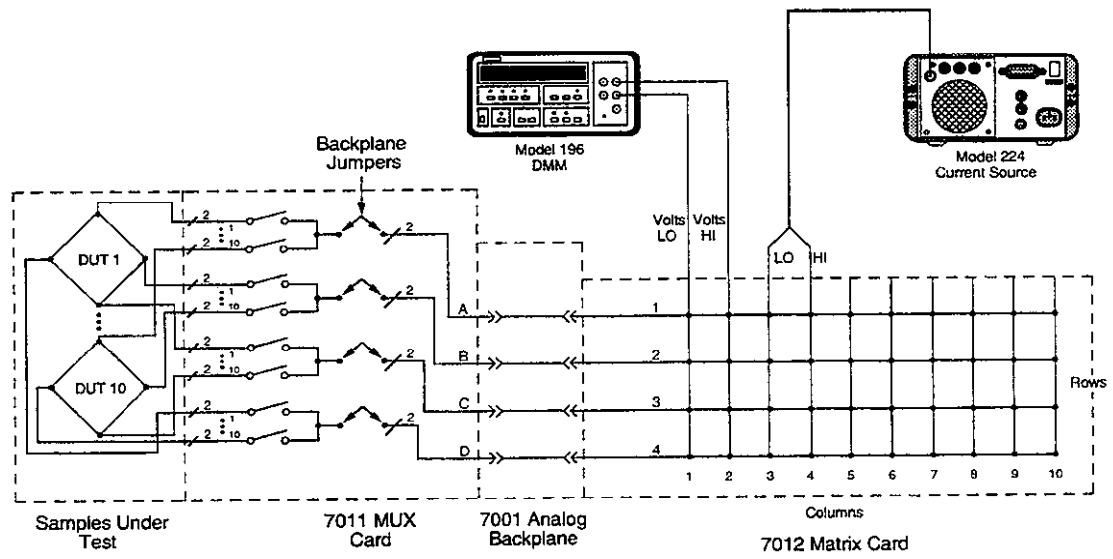 Model 196
DMM
Model 224
Current Source
Backplane
Jumpers
Volts
LO
Volts
HI
LO
HI
DUT 1
DUT 10
2
1
10
2
2
2
1
10
2
2
2
1
10
2
2
2
1
10
2
2
A
B
C
D
1
2
3
4
Rows
1 2 3 4 5 6 7 8 9 10
Columns
Samples Under
Test
7011 MUX
Card
7001 Analog
Backplane
7012 Matrix Card